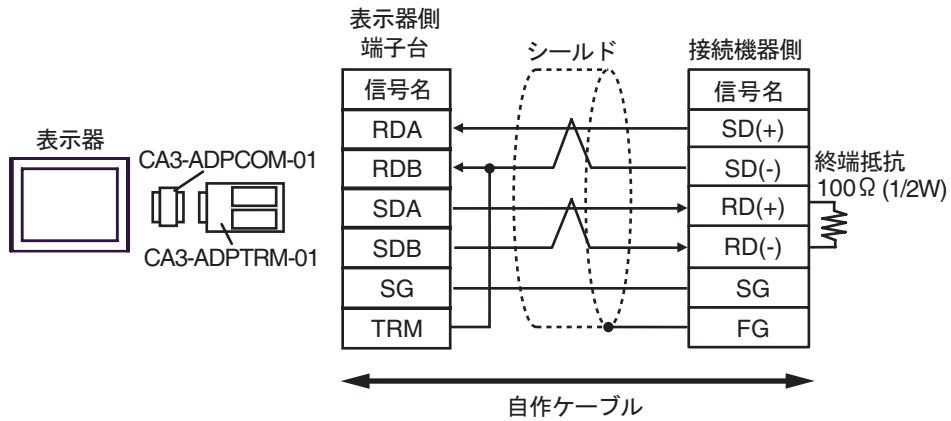 表示器側
端子台
シールド
接続機器側
信号名
信号名
RDA
SD(+)
表示器
CA3-ADPCOM-01
RDB
SD(-)
終端抵抗
100Ω (1/2W)
SDA
RD(+)
CA3-ADPTRM-01
SDB
RD(-)
SG
SG
TRM
FG
自作ケーブル